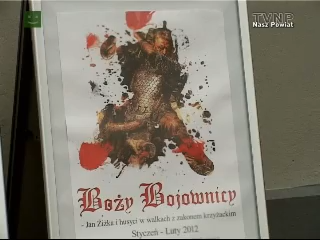 TVNP
Nasz Powiat
Boży Bojownicy
- Jan Žižka i husyci w walkach z zakonem krzyżackim
Styczeń - Luty 2012